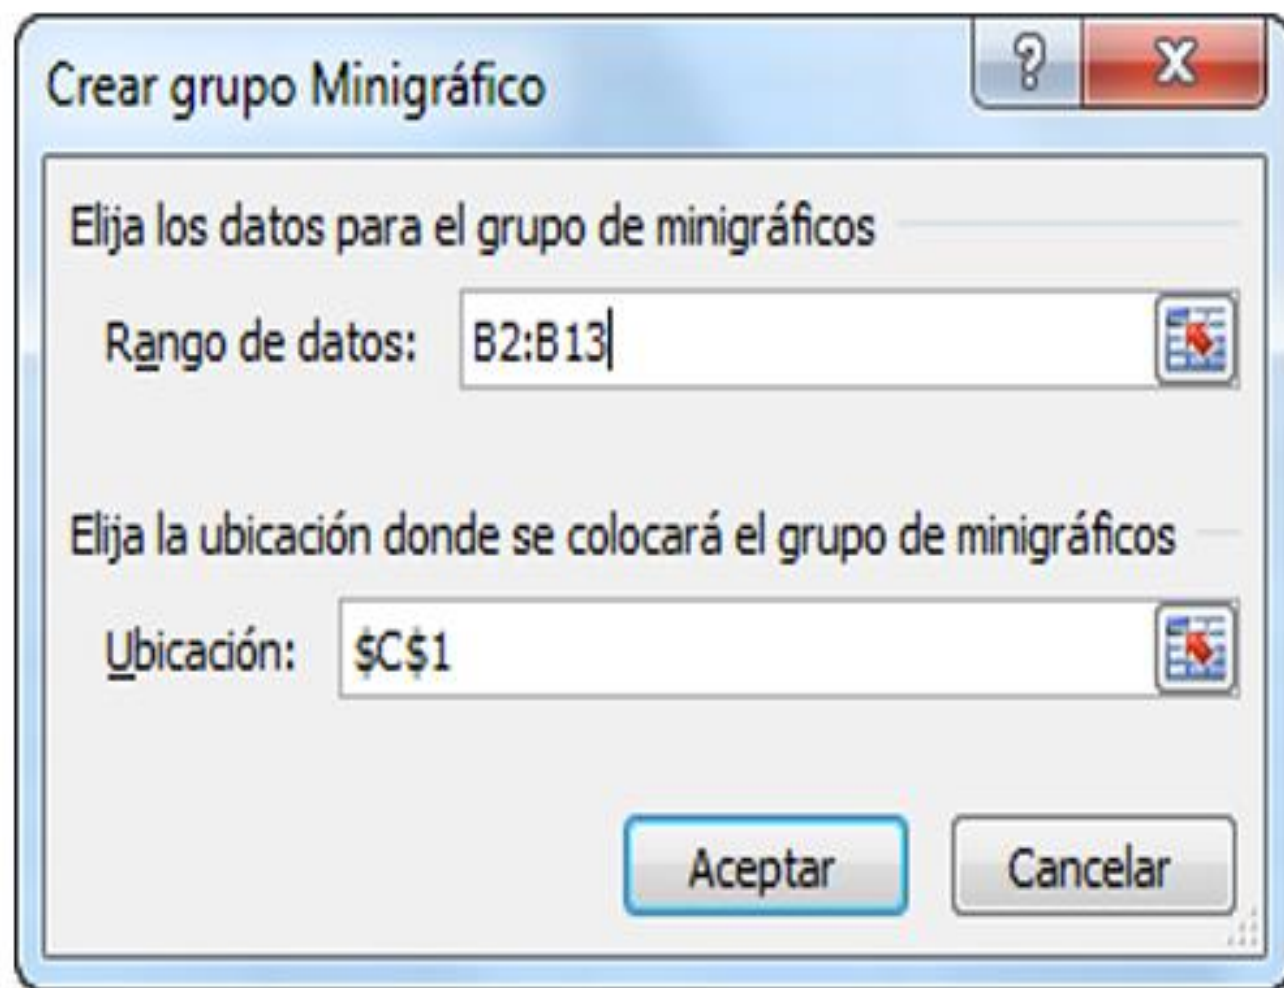 Crear grupo Minigráfico
Elija los datos para el grupo de minigráficos
Rango de datos: B2:B13
Elija la ubicación donde se colocará el grupo de minigráficos
Ubicación: $C$1
Aceptar Cancelar